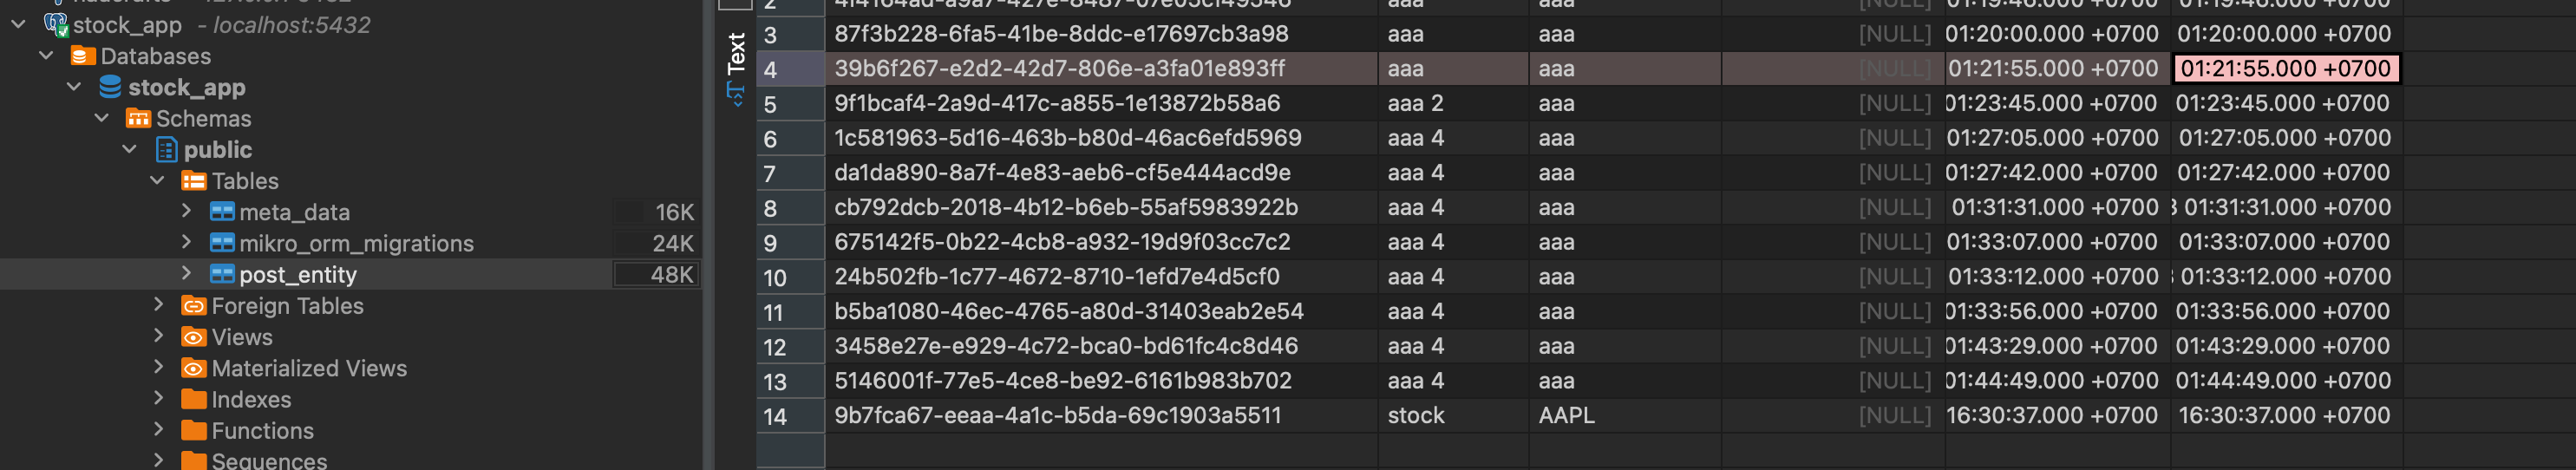 stock_app - localhost:5432
Databases
stock_app
Schemas
public
Tables
meta_data 16K
mikro_orm_migrations 24K
post_entity 48K
Foreign Tables
Views
Materialized Views
Indexes
Functions
Sequences
Text
2 aaa aaa
3 87f3b228-6fa5-41be-8ddc-e17697cb3a98 aaa aaa [NULL] 01:20:00.000 +0700 01:20:00.000 +0700
4 39b6f267-e2d2-42d7-806e-a3fa01e893ff aaa aaa [NULL] 01:21:55.000 +0700 01:21:55.000 +0700
5 9f1bcaf4-2a9d-417c-a855-1e13872b58a6 aaa 2 aaa [NULL] 01:23:45.000 +0700 01:23:45.000 +0700
6 1c581963-5d16-463b-b80d-46ac6efd5969 aaa 4 aaa [NULL] 01:27:05.000 +0700 01:27:05.000 +0700
7 da1da890-8a7f-4e83-aeb6-cf5e444acd9e aaa 4 aaa [NULL] 01:27:42.000 +0700 01:27:42.000 +0700
8 cb792dcb-2018-4b12-b6eb-55af5983922b aaa 4 aaa [NULL] 01:31:31.000 +0700 01:31:31.000 +0700
9 675142f5-0b22-4cb8-a932-19d9f03cc7c2 aaa 4 aaa [NULL] 01:33:07.000 +0700 01:33:07.000 +0700
10 24b502fb-1c77-4672-8710-1efd7e4d5cf0 aaa 4 aaa [NULL] 01:33:12.000 +0700 01:33:12.000 +0700
11 b5ba1080-46ec-4765-a80d-31403eab2e54 aaa 4 aaa [NULL] 01:33:56.000 +0700 01:33:56.000 +0700
12 3458e27e-e929-4c72-bca0-bd61fc4c8d46 aaa 4 aaa [NULL] 01:43:29.000 +0700 01:43:29.000 +0700
13 5146001f-77e5-4ce8-be92-6161b983b702 aaa 4 aaa [NULL] 01:44:49.000 +0700 01:44:49.000 +0700
14 9b7fca67-eeaa-4a1c-b5da-69c1903a5511 stock AAPL [NULL] 16:30:37.000 +0700 16:30:37.000 +0700